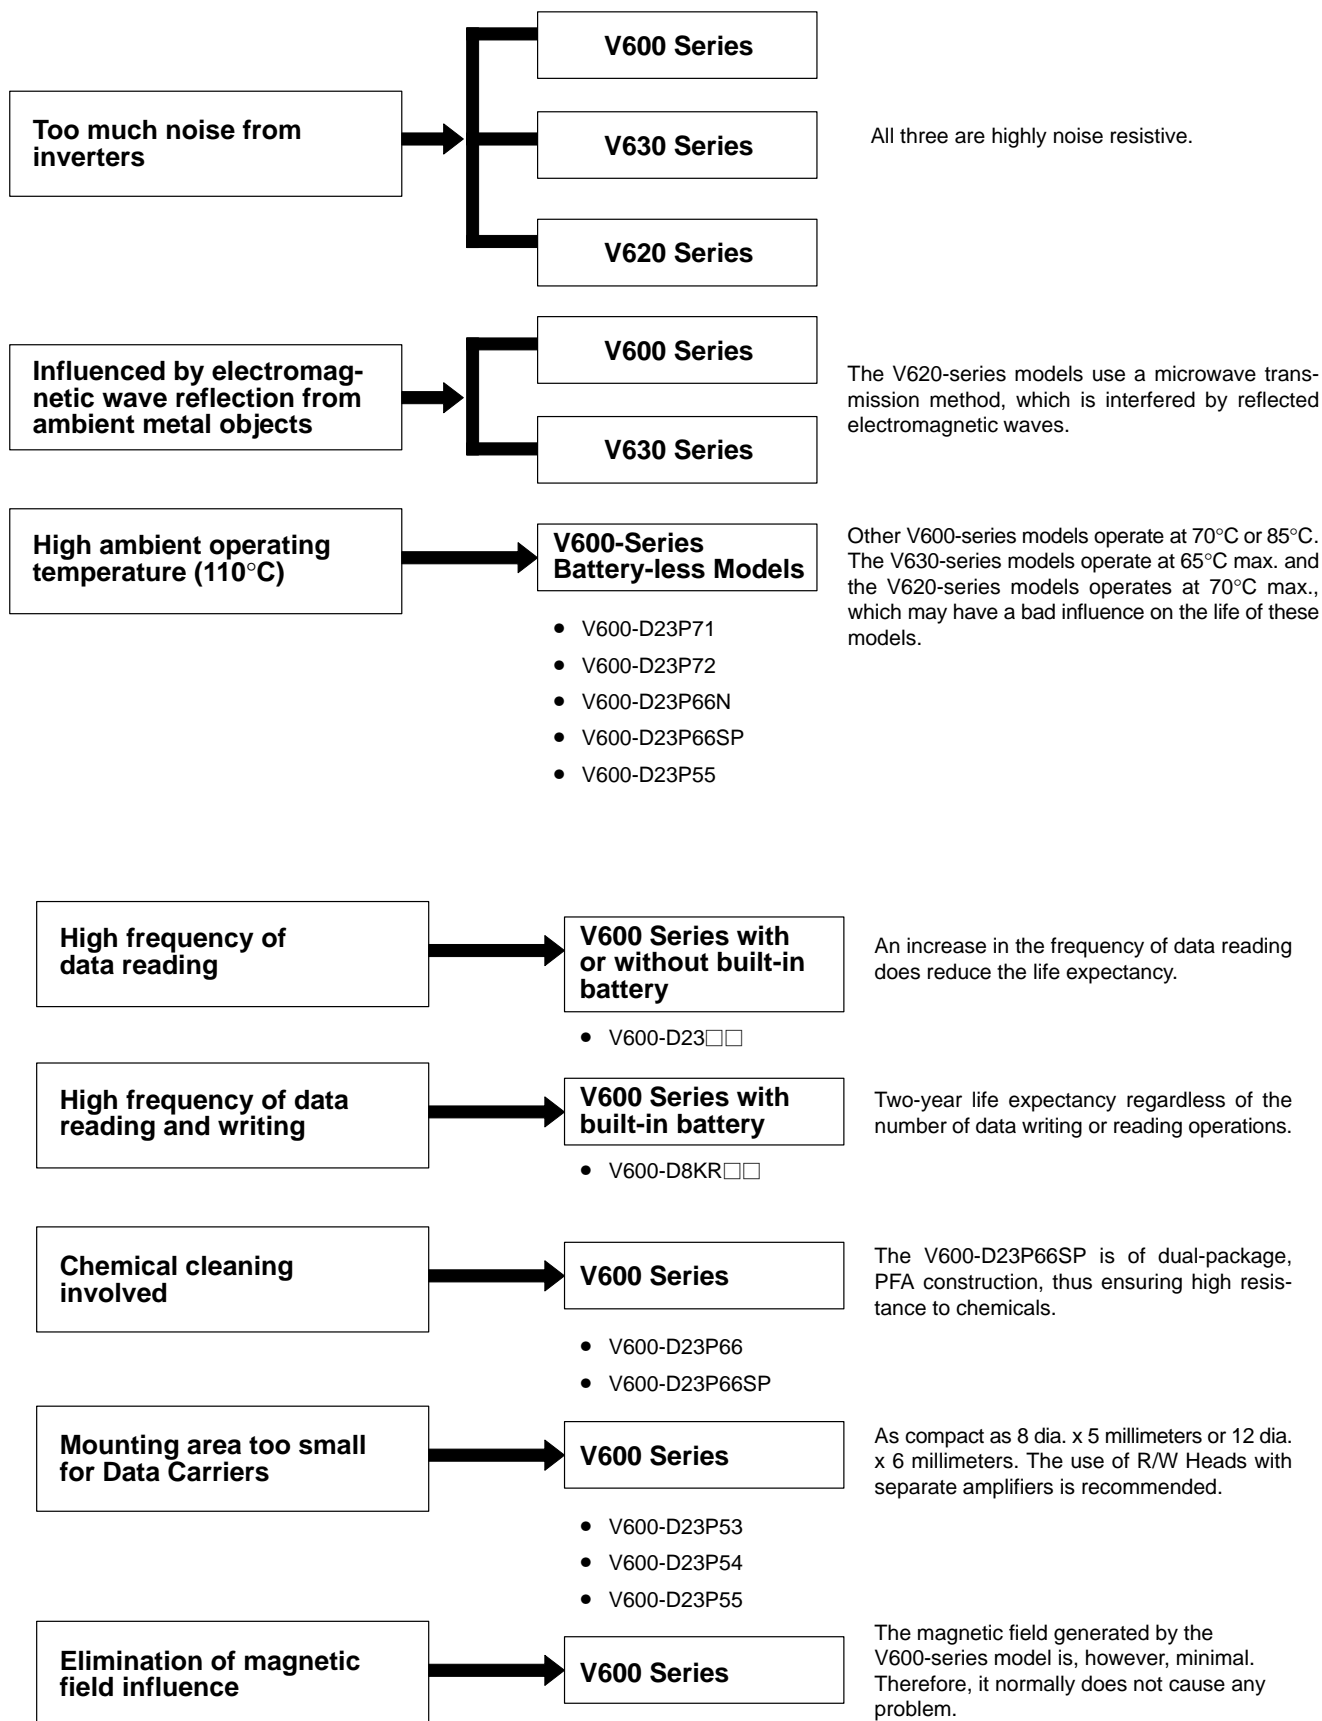 V600 Series
Too much noise from
inverters
V630 Series
All three are highly noise resistive.
V620 Series
Influenced by electromag-
netic wave reflection from
ambient metal objects
V600 Series
V630 Series
The V620-series models use a microwave trans-
mission method, which is interfered by reflected
electromagnetic waves.
High ambient operating
temperature (110°C)
V600-Series
Battery-less Models
Other V600-series models operate at 70°C or 85°C.
The V630-series models operate at 65°C max. and
the V620-series models operates at 70°C max.,
which may have a bad influence on the life of these
models.
• V600-D23P71
• V600-D23P72
• V600-D23P66N
• V600-D23P66SP
• V600-D23P55
High frequency of
data reading
V600 Series with
or without built-in
battery
An increase in the frequency of data reading
does reduce the life expectancy.
• V600-D23□□
High frequency of data
reading and writing
V600 Series with
built-in battery
Two-year life expectancy regardless of the
number of data writing or reading operations.
• V600-D8KR□□
Chemical cleaning
involved
V600 Series
The V600-D23P66SP is of dual-package,
PFA construction, thus ensuring high resis-
tance to chemicals.
• V600-D23P66
• V600-D23P66SP
Mounting area too small
for Data Carriers
V600 Series
As compact as 8 dia. x 5 millimeters or 12 dia.
x 6 millimeters. The use of R/W Heads with
separate amplifiers is recommended.
• V600-D23P53
• V600-D23P54
• V600-D23P55
Elimination of magnetic
field influence
V600 Series
The magnetic field generated by the
V600-series model is, however, minimal.
Therefore, it normally does not cause any
problem.